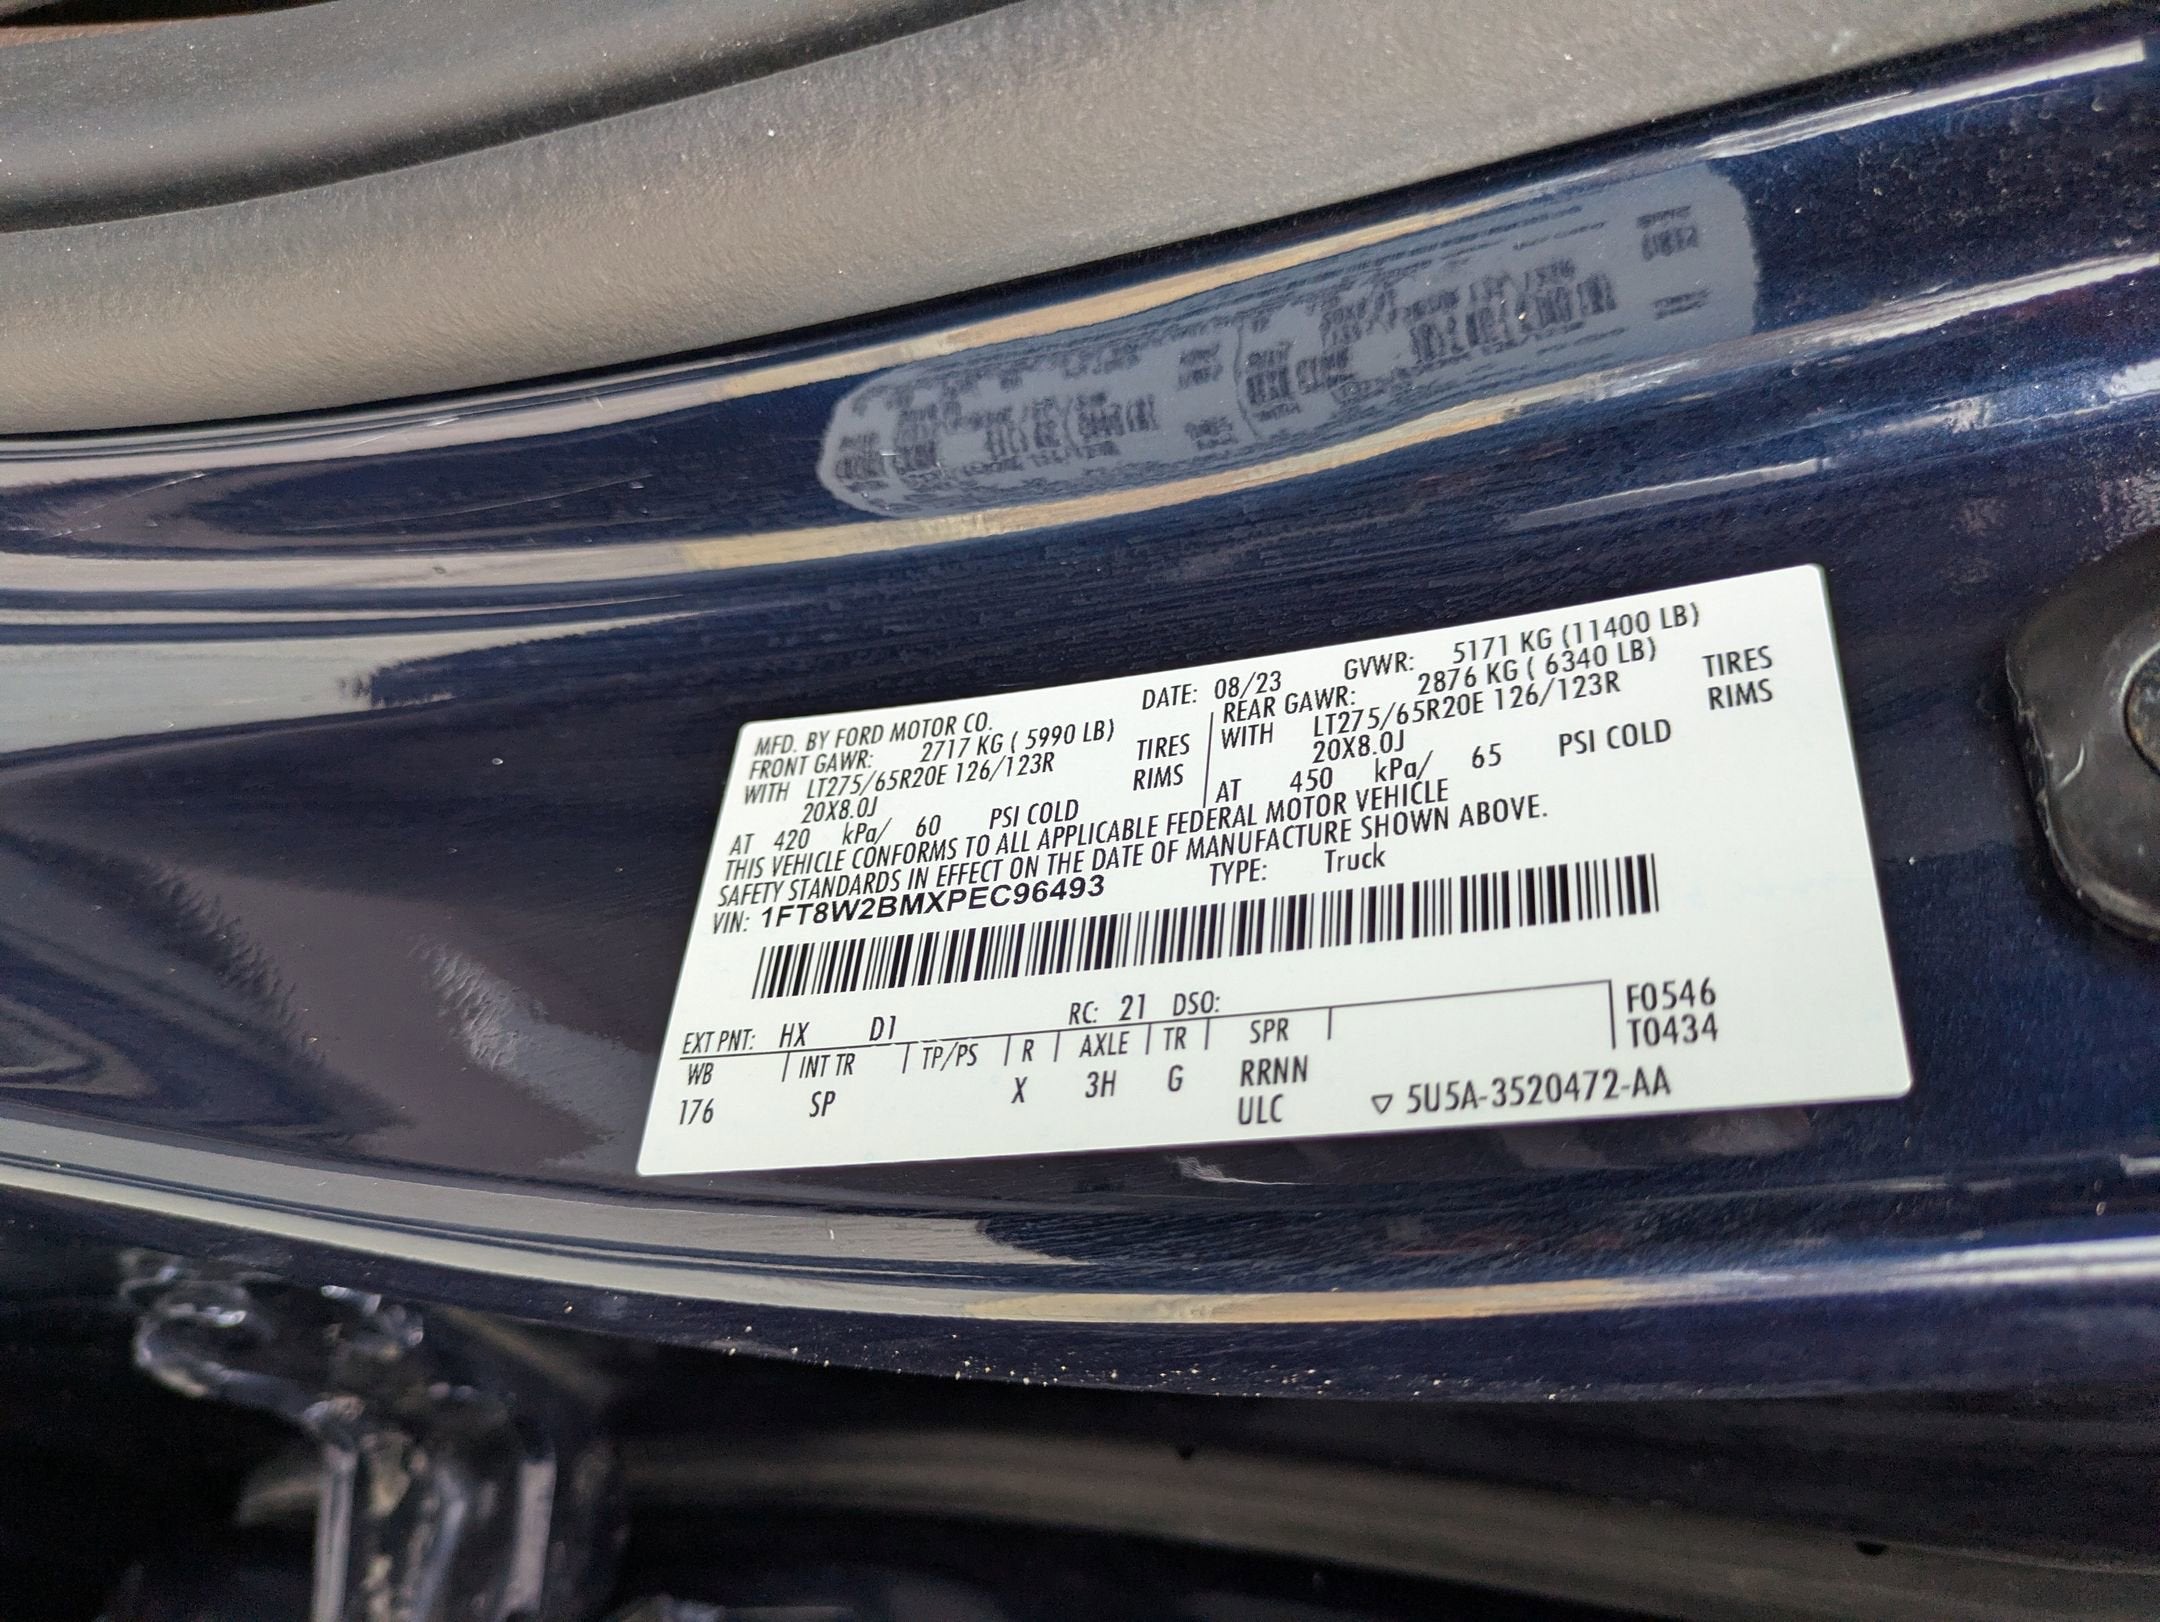 MFD. BY FORD MOTOR CO. DATE: 08/23 GVWR: 5171 KG (11400 LB)
FRONT GAWR: 2717 KG ( 5990 LB) REAR GAWR: 2876 KG ( 6340 LB)
WITH LT275/65R20E 126/123R TIRES WITH LT275/65R20E 126/123R TIRES
20X8.0J RIMS 20X8.0J RIMS
AT 420 kPa/ 60 PSI COLD AT 450 kPa/ 65 PSI COLD
THIS VEHICLE CONFORMS TO ALL APPLICABLE FEDERAL MOTOR VEHICLE
SAFETY STANDARDS IN EFFECT ON THE DATE OF MANUFACTURE SHOWN ABOVE.
VIN: 1FT8W2BMXPEC96493 TYPE: Truck
EXT PNT: HX D1 RC: 21 DSO: F0546
WB INT TR TP/PS R AXLE TR SPR T0434
176 SP X 3H G RRNN
ULC ▽ 5U5A-3520472-AA